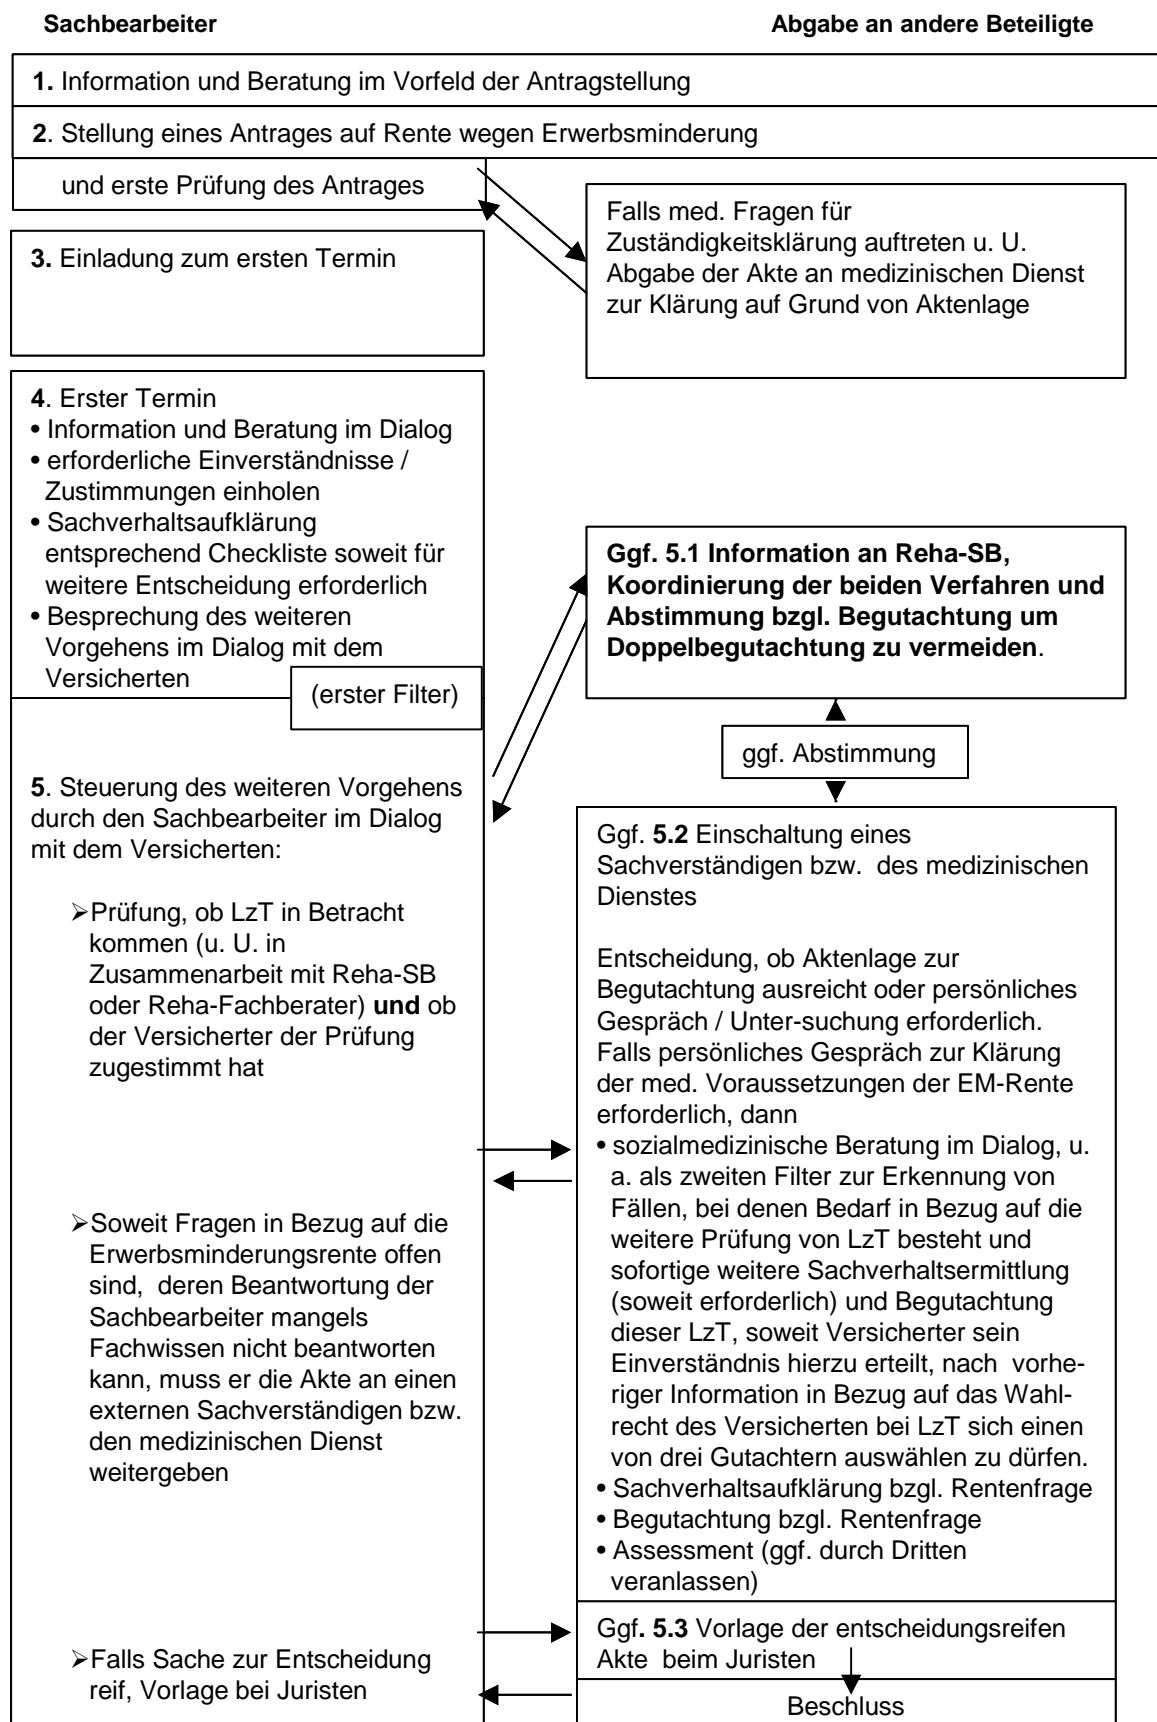 Sachbearbeiter
Abgabe an andere Beteiligte
1. Information und Beratung im Vorfeld der Antragstellung
2. Stellung eines Antrages auf Rente wegen Erwerbsminderung
und erste Prüfung des Antrages
Falls med. Fragen für
Zuständigkeitsklärung auftreten u. U.
Abgabe der Akte an medizinischen Dienst
zur Klärung auf Grund von Aktenlage
3. Einladung zum ersten Termin
4. Erster Termin
• Information und Beratung im Dialog
• erforderliche Einverständnisse /
Zustimmungen einholen
• Sachverhaltsaufklärung
entsprechend Checkliste soweit für
weitere Entscheidung erforderlich
• Besprechung des weiteren
Vorgehens im Dialog mit dem
Versicherten
(erster Filter)
Ggf. 5.1 Information an Reha-SB,
Koordinierung der beiden Verfahren und
Abstimmung bzgl. Begutachtung um
Doppelbegutachtung zu vermeiden.
ggf. Abstimmung
5. Steuerung des weiteren Vorgehens
durch den Sachbearbeiter im Dialog
mit dem Versicherten:
➢Prüfung, ob LzT in Betracht
kommen (u. U. in
Zusammenarbeit mit Reha-SB
oder Reha-Fachberater) und ob
der Versicherter der Prüfung
zugestimmt hat
➢Soweit Fragen in Bezug auf die
Erwerbsminderungsrente offen
sind, deren Beantwortung der
Sachbearbeiter mangels
Fachwissen nicht beantworten
kann, muss er die Akte an einen
externen Sachverständigen bzw.
den medizinischen Dienst
weitergeben
➢Falls Sache zur Entscheidung
reif, Vorlage bei Juristen
Ggf. 5.2 Einschaltung eines
Sachverständigen bzw. des medizinischen
Dienstes
Entscheidung, ob Aktenlage zur
Begutachtung ausreicht oder persönliches
Gespräch / Unter-suchung erforderlich.
Falls persönliches Gespräch zur Klärung
der med. Voraussetzungen der EM-Rente
erforderlich, dann
• sozialmedizinische Beratung im Dialog, u.
a. als zweiten Filter zur Erkennung von
Fällen, bei denen Bedarf in Bezug auf die
weitere Prüfung von LzT besteht und
sofortige weitere Sachverhaltsermittlung
(soweit erforderlich) und Begutachtung
dieser LzT, soweit Versicherter sein
Einverständnis hierzu erteilt, nach vorhe-
riger Information in Bezug auf das Wahl-
recht des Versicherten bei LzT sich einen
von drei Gutachtern auswählen zu dürfen.
• Sachverhaltsaufklärung bzgl. Rentenfrage
• Begutachtung bzgl. Rentenfrage
• Assessment (ggf. durch Dritten
veranlassen)
Ggf. 5.3 Vorlage der entscheidungsreifen
Akte beim Juristen
Beschluss